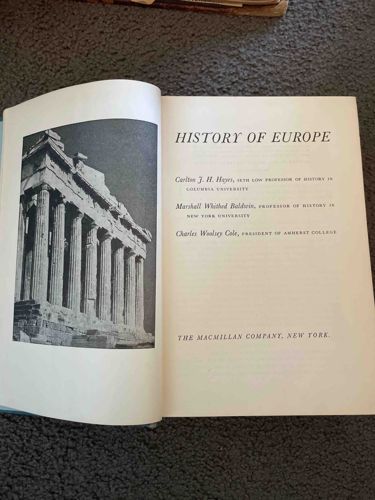 HISTORY OF EUROPE
Carlton J. H. Hayes, SETH LOW PROFESSOR OF HISTORY IN
COLUMBIA UNIVERSITY
Marshall Whithed Baldwin, PROFESSOR OF HISTORY IN
NEW YORK UNIVERSITY
Charles Woolsey Cole, PRESIDENT OF AMHERST COLLEGE
THE MACMILLAN COMPANY, NEW YORK.